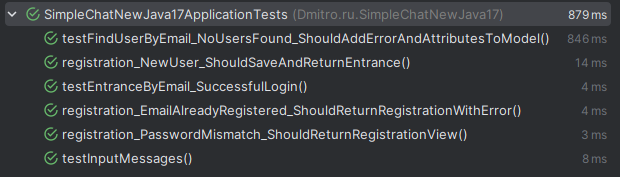 SimpleChatNewJava17ApplicationTests (Dmitro.ru.SimpleChatNewJava17) 879 ms
testFindUserByEmail_NoUsersFound_ShouldAddErrorAndAttributesToModel() 846 ms
registration_NewUser_ShouldSaveAndReturnEntrance() 14 ms
testEntranceByEmail_SuccessfulLogin() 4 ms
registration_EmailAlreadyRegistered_ShouldReturnRegistrationWithError() 4 ms
registration_PasswordMismatch_ShouldReturnRegistrationView() 3 ms
testInputMessages() 8 ms